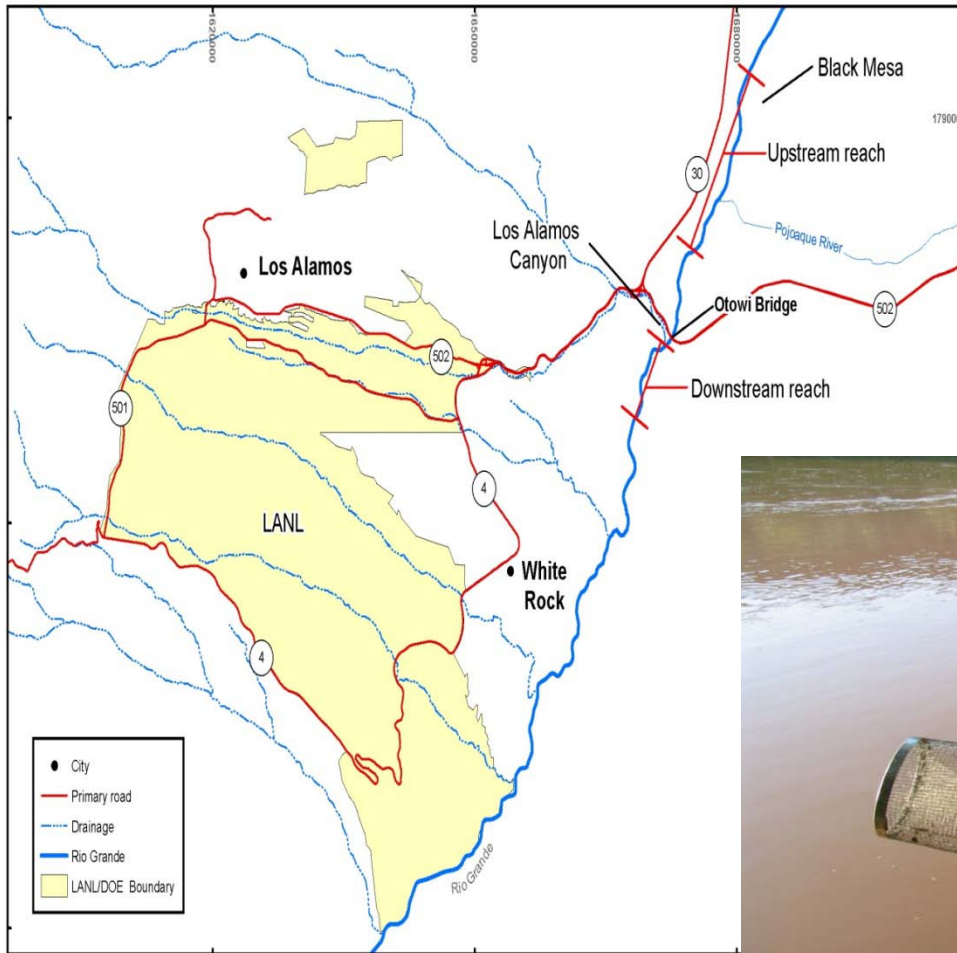 1620000
1650000
1680000
Black Mesa
Upstream reach
30
Los Alamos
Canyon
Pojoaque River
Los Alamos
Otowi Bridge
502
502
Downstream reach
501
4
LANL
White
Rock
4
City
Primary road
Drainage
Rio Grande
LANL/DOE Boundary
Rio Grande